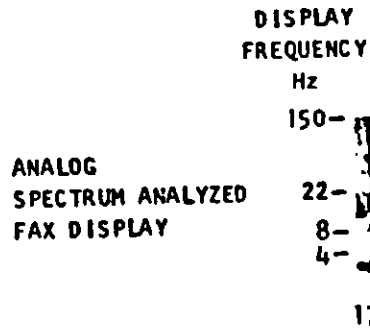 DISPLAY
FREQUENCY
Hz
150-
ANALOG
SPECTRUM ANALYZED
FAX DISPLAY
22-
8-
4-